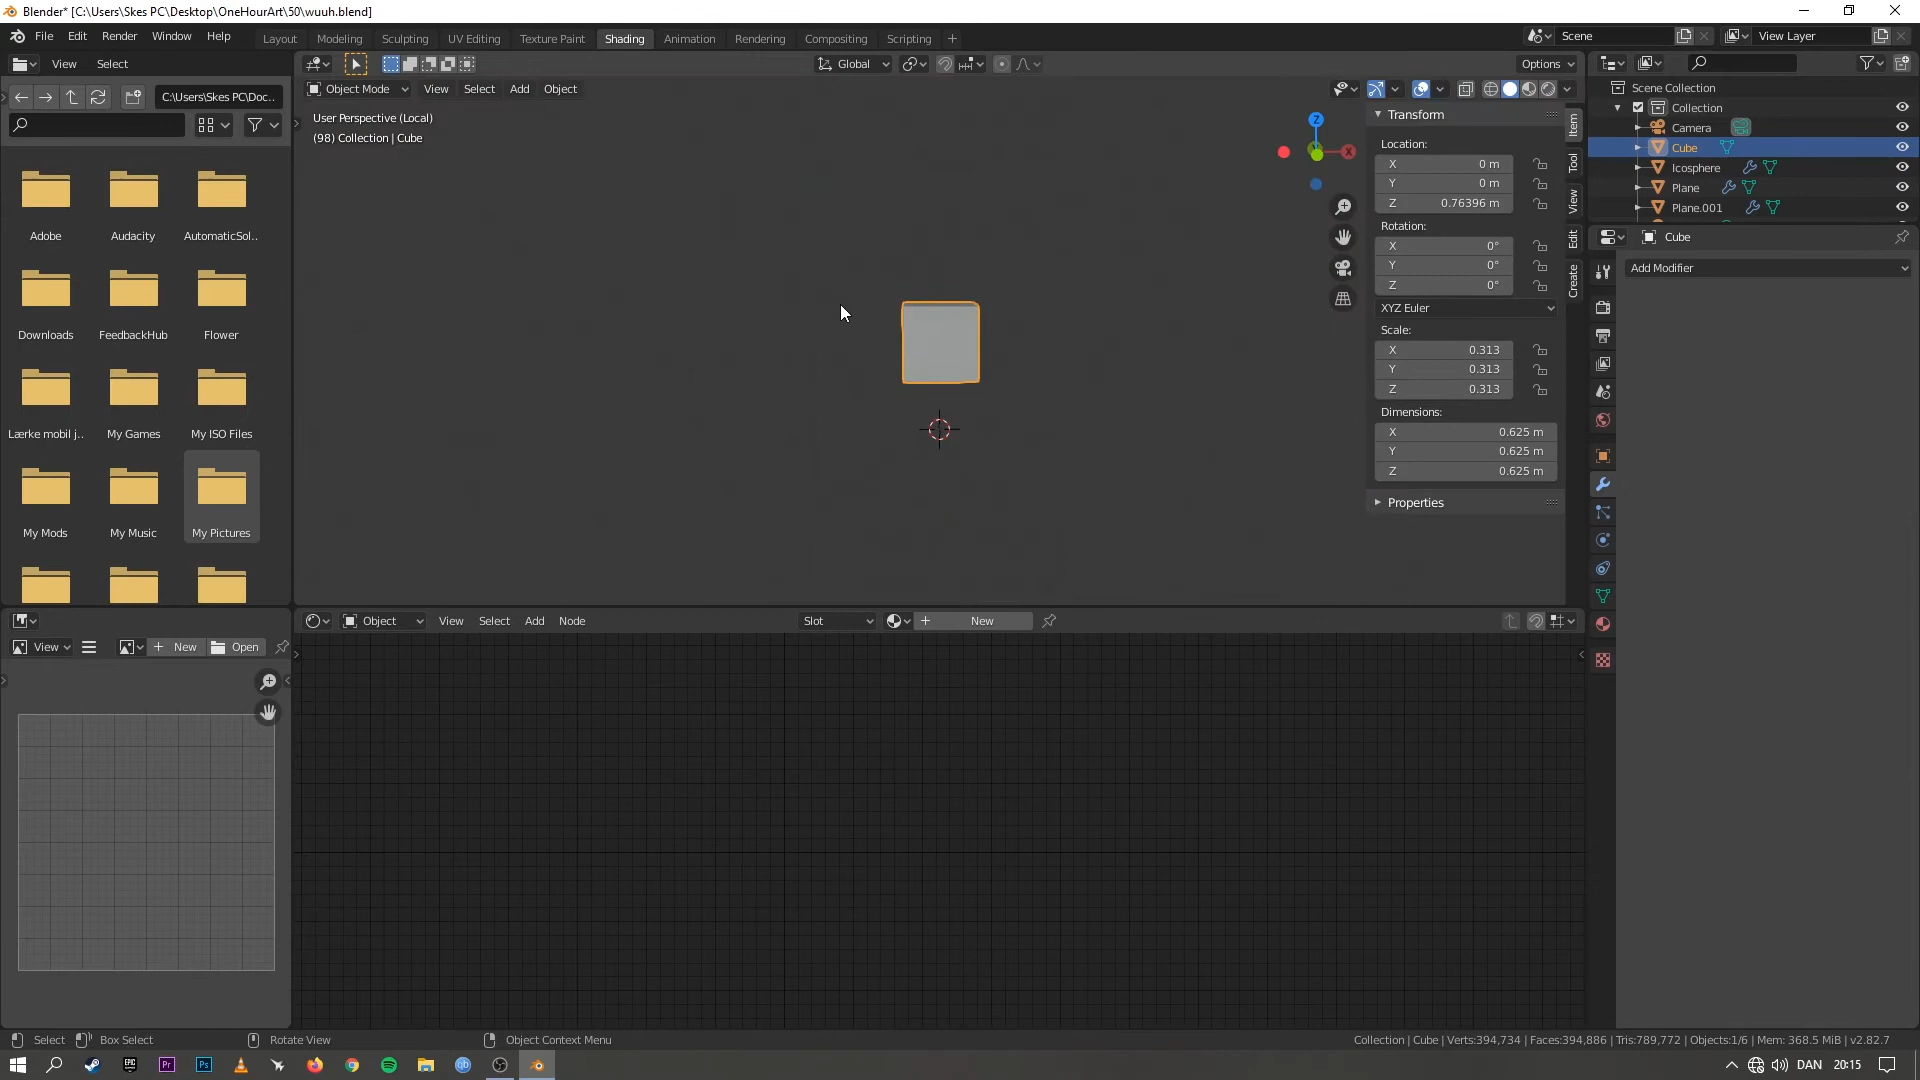 Blender* [C:\Users\Skes PC\Desktop\OneHourArt\50\wuuh.blend]
File Edit Render Window Help
Layout Modeling Sculpting UV Editing Texture Paint Shading Animation Rendering Compositing Scripting
Scene
View Layer
View Select
Global
Options
C:\Users\Skes PC\Doc..
Object Mode View Select Add Object
User Perspective (Local)
(98) Collection | Cube
Adobe Audacity AutomaticSol..
Downloads FeedbackHub Flower
Lærke mobil j.. My Games My ISO Files
My Mods My Music My Pictures
Z
X
Transform
Location:
X 0 m
Y 0 m
Z 0.76396 m
Rotation:
X 0°
Y 0°
Z 0°
XYZ Euler
Scale:
X 0.313
Y 0.313
Z 0.313
Dimensions:
X 0.625 m
Y 0.625 m
Z 0.625 m
Properties
Item
Tool
View
Edit
Create
Scene Collection
Collection
Camera
Cube
Icosphere
Plane
Plane.001
Cube
Add Modifier
Object View Select Add Node
Slot
New
View New Open
Select Box Select Rotate View Object Context Menu
Collection | Cube | Verts:394,734 | Faces:394,886 | Tris:789,772 | Objects:1/6 | Mem: 368.5 MiB | v2.82.7
EPIC
Pr
Ps
qb
DAN 20:15